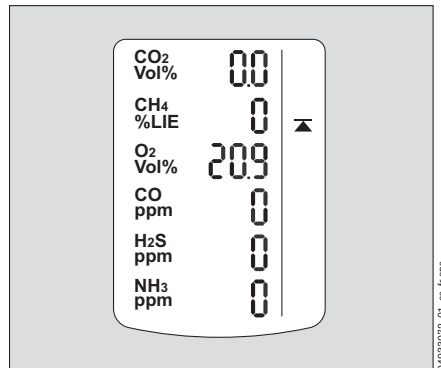 CO2
Vol% 0.0
CH4
%LIE 0
O2
Vol% 20.9
CO
ppm 0
H2S
ppm 0
NH3
ppm 0